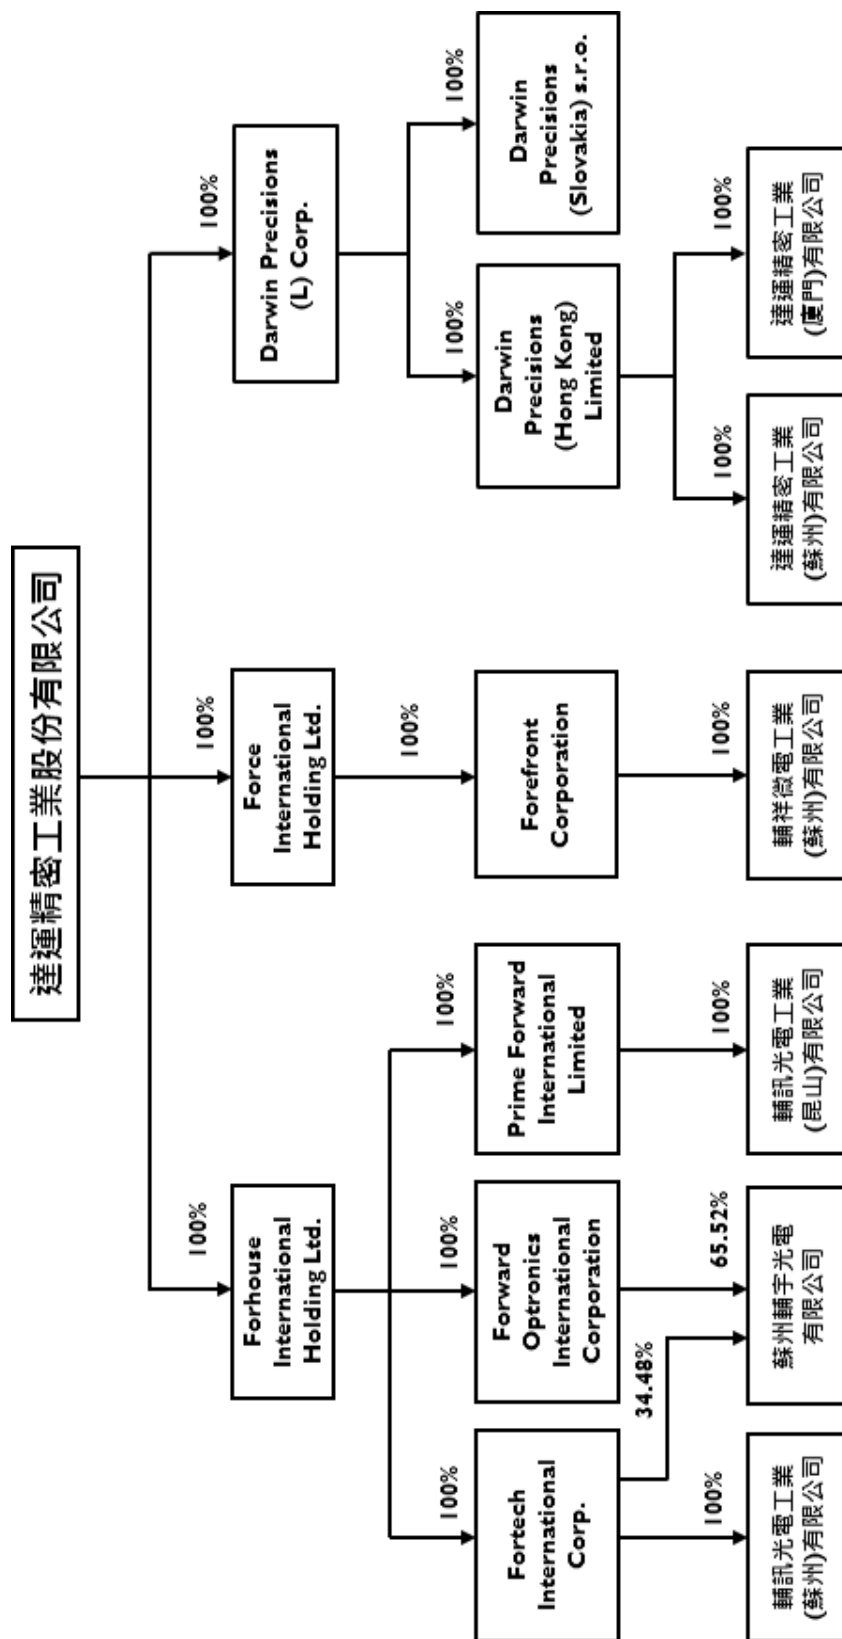 達運精密工業股份有限公司
100%
100%
100%
Forhouse
International
Holding Ltd.
Force
International
Holding Ltd.
Darwin Precisions
(L) Corp.
100%
100%
100%
100%
100%
100%
Fortech
International
Corp.
Forward
Optronics
International
Corporation
Prime Forward
International
Limited
Forefront
Corporation
Darwin
Precisions
(Hong Kong)
Limited
Darwin
Precisions
(Slovakia) s.r.o.
100%
34.48%
65.52%
100%
100%
100%
100%
輔訊光電工業
(蘇州)有限公司
蘇州輔宇光電
有限公司
輔訊光電工業
(昆山)有限公司
輔祥微電工業
(蘇州)有限公司
達運精密工業
(蘇州)有限公司
達運精密工業
(廈門)有限公司